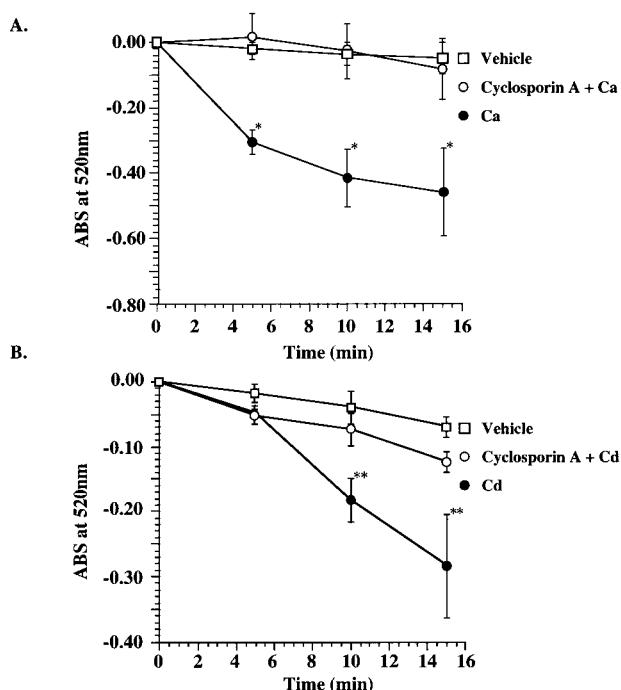 A.
0.00
-0.20
-0.40
-0.60
-0.80
ABS at 520nm
* * *
Vehicle
Cyclosporin A + Ca
Ca
0 2 4 6 8 10 12 14 16
Time (min)
B.
0.00
-0.10
-0.20
-0.30
-0.40
ABS at 520nm
** **
Vehicle
Cyclosporin A + Cd
Cd
0 2 4 6 8 10 12 14 16
Time (min)